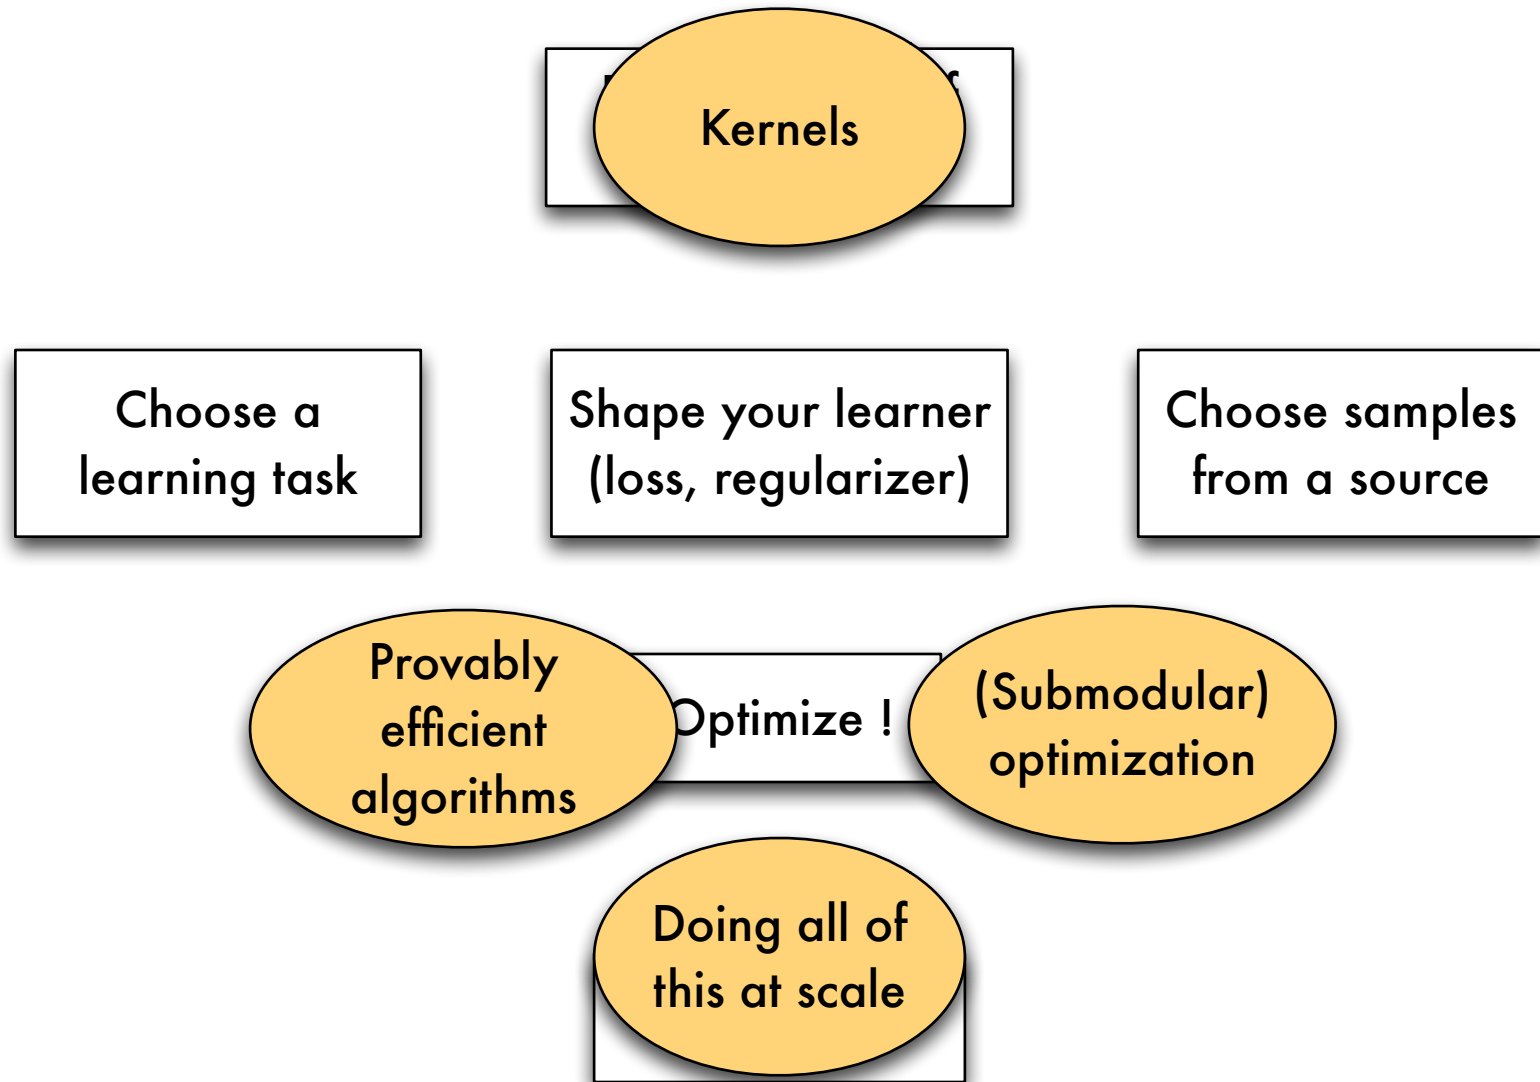 Kernels
Choose a
learning task
Shape your learner
(loss, regularizer)
Choose samples
from a source
Provably
efficient
algorithms
Optimize !
(Submodular)
optimization
Doing all of
this at scale